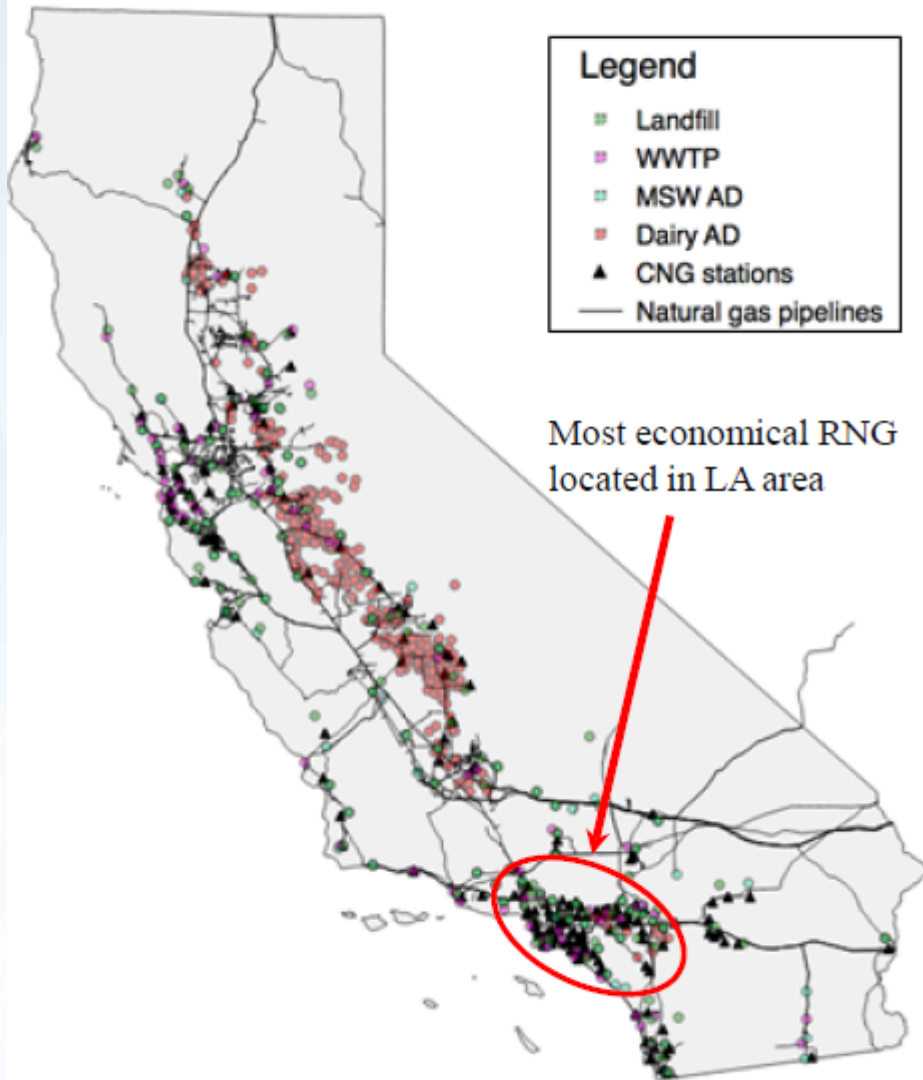 Legend
Landfill
WWTP
MSW AD
Dairy AD
CNG stations
Natural gas pipelines
Most economical RNG
located in LA area